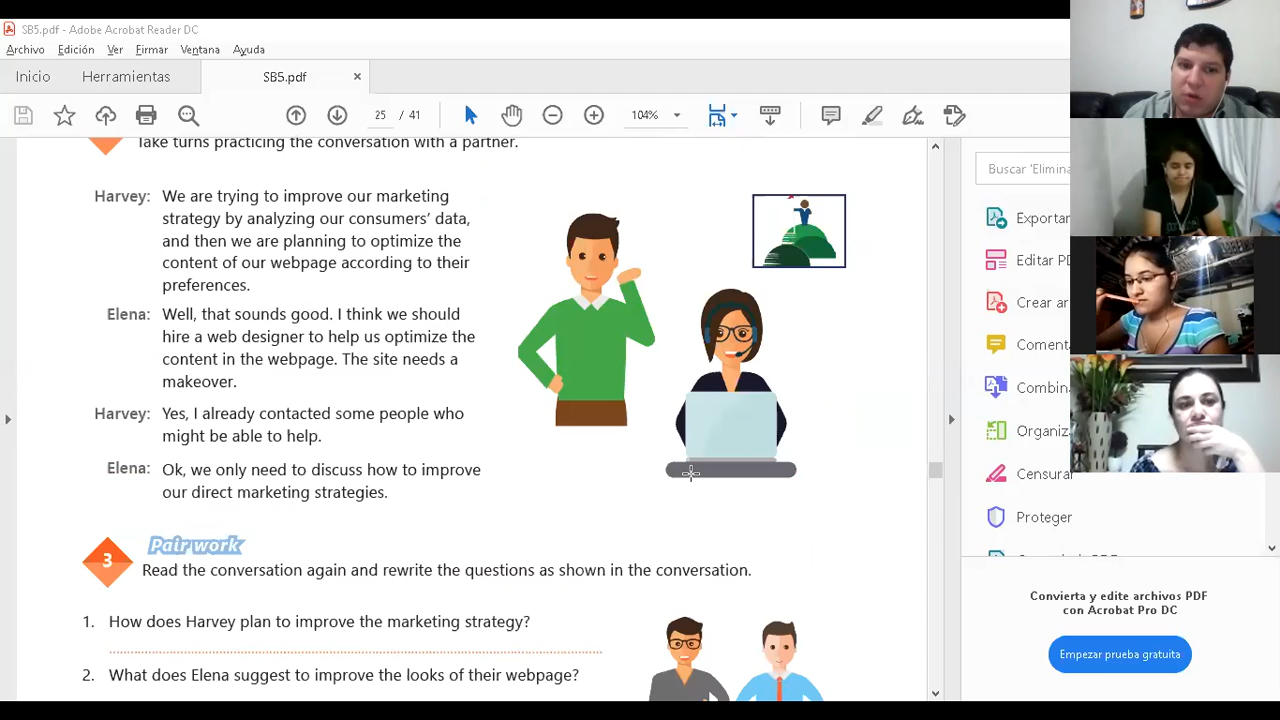 SB5.pdf - Adobe Acrobat Reader DC
Archivo Edición Ver Firmar Ventana Ayuda
Inicio Herramientas SB5.pdf ×
25 / 41 104%
Take turns practicing the conversation with a partner.
Harvey: We are trying to improve our marketing
strategy by analyzing our consumers' data,
and then we are planning to optimize the
content of our webpage according to their
preferences.
Elena: Well, that sounds good. I think we should
hire a web designer to help us optimize the
content in the webpage. The site needs a
makeover.
Harvey: Yes, I already contacted some people who
might be able to help.
Elena: Ok, we only need to discuss how to improve
our direct marketing strategies.
3 Pair work
Read the conversation again and rewrite the questions as shown in the conversation.
1. How does Harvey plan to improve the marketing strategy?
2. What does Elena suggest to improve the looks of their webpage?
Buscar 'Elimina
Exportar
Editar PD
Crear ar
Coment
Combin
Organiz
Censurar
Proteger
Convierta y edite archivos PDF
con Acrobat Pro DC
Empezar prueba gratuita